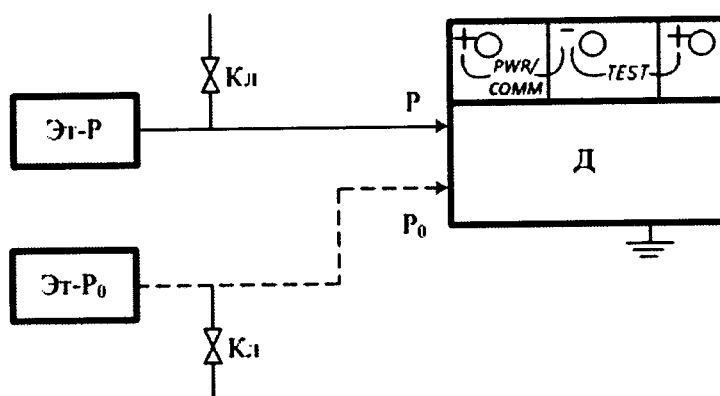 + - +
PWR/ TEST
COMM
Кл
Эт-Р
Р
Д
Р₀
Эт-Р₀
Кл